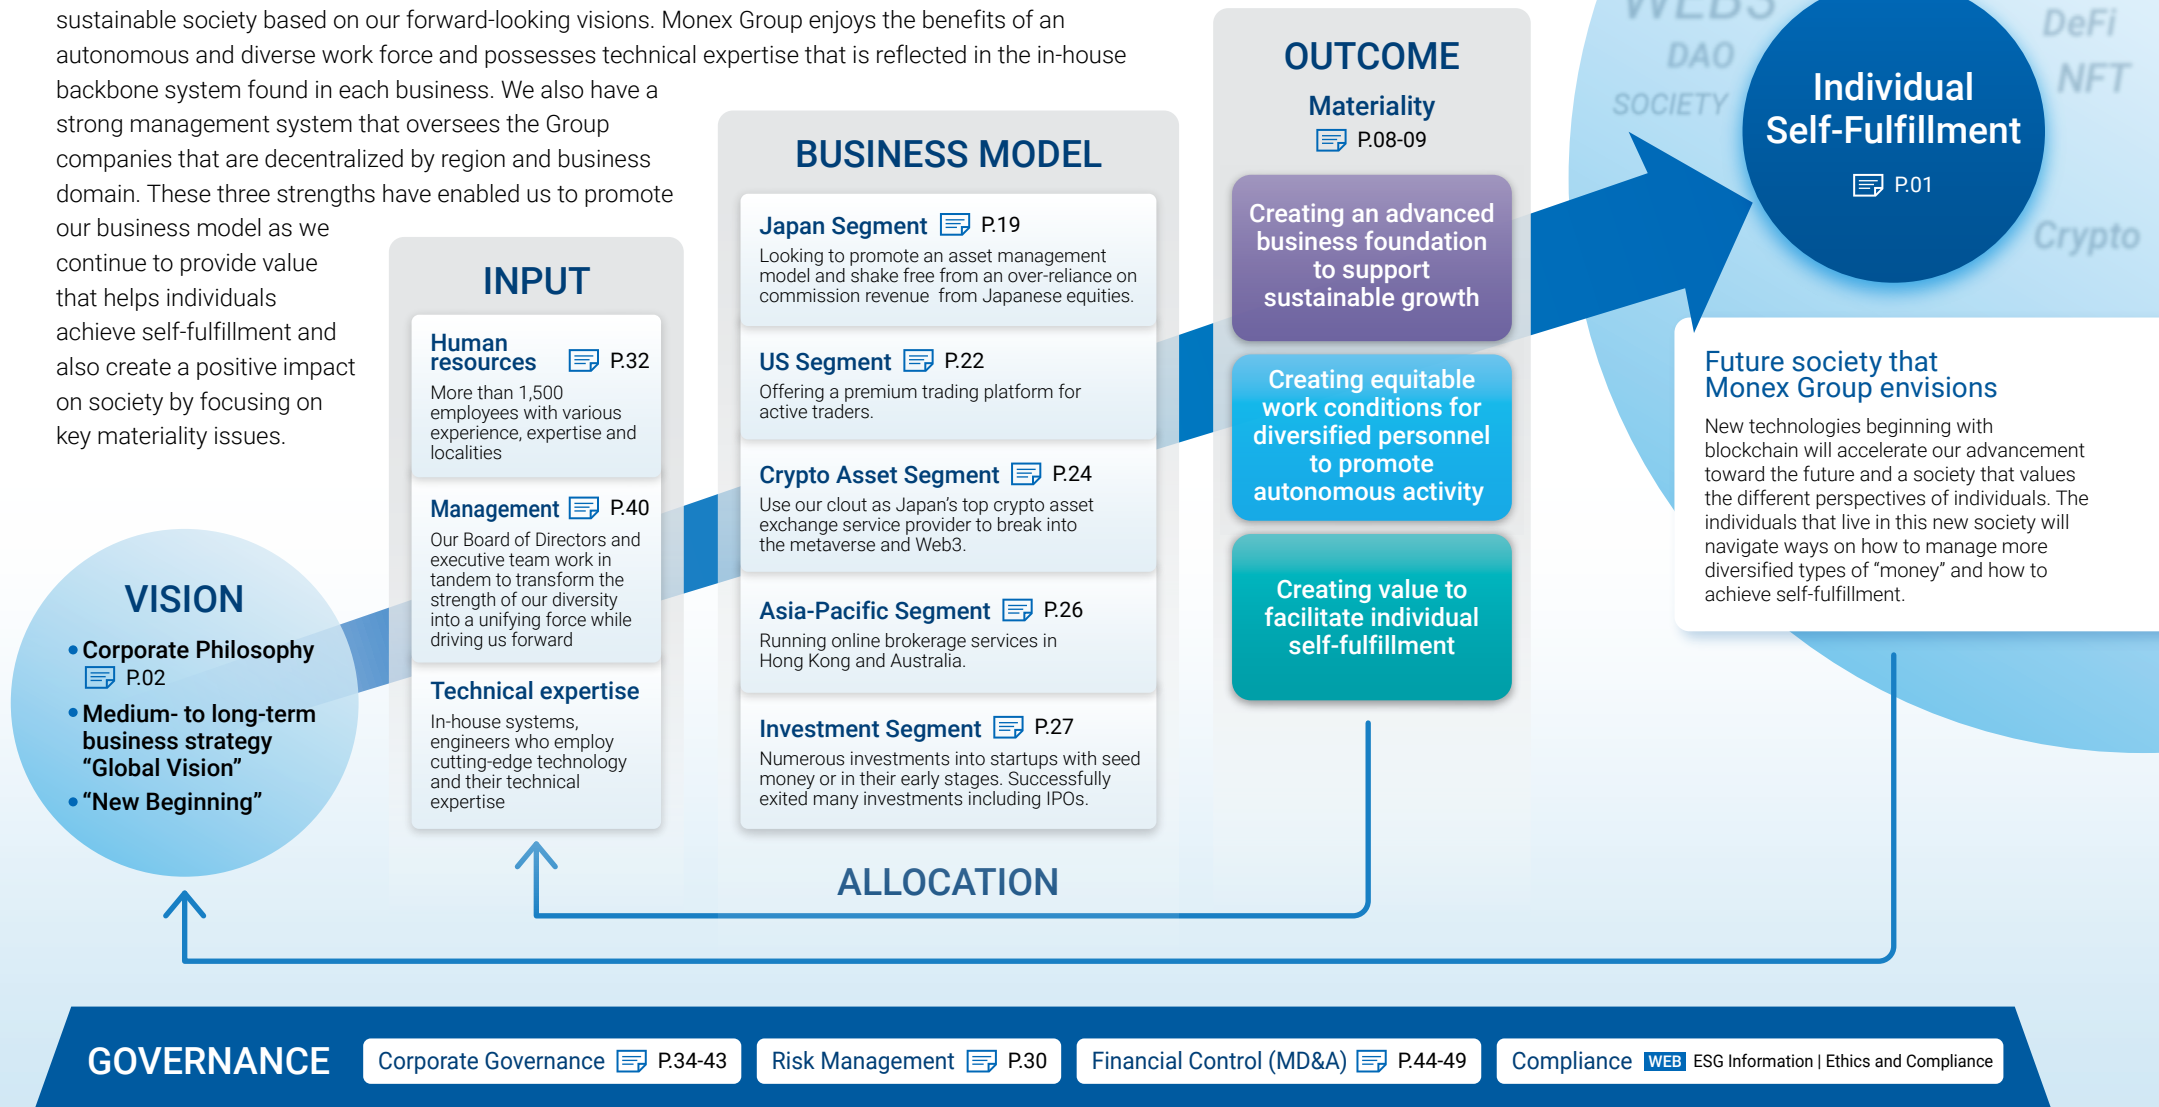 sustainable society based on our forward-looking visions. Monex Group enjoys the benefits of an
autonomous and diverse work force and possesses technical expertise that is reflected in the in-house
backbone system found in each business. We also have a
strong management system that oversees the Group
companies that are decentralized by region and business
domain. These three strengths have enabled us to promote
our business model as we
continue to provide value
that helps individuals
achieve self-fulfillment and
also create a positive impact
on society by focusing on
key materiality issues.
VISION
• Corporate Philosophy
P.02
• Medium- to long-term
business strategy
“Global Vision”
• “New Beginning”
INPUT
Human
resources P.32
More than 1,500
employees with various
experience, expertise and
localities
Management P.40
Our Board of Directors and
executive team work in
tandem to transform the
strength of our diversity
into a unifying force while
driving us forward
Technical expertise
In-house systems,
engineers who employ
cutting-edge technology
and their technical
expertise
BUSINESS MODEL
Japan Segment P.19
Looking to promote an asset management
model and shake free from an over-reliance on
commission revenue from Japanese equities.
US Segment P.22
Offering a premium trading platform for
active traders.
Crypto Asset Segment P.24
Use our clout as Japan’s top crypto asset
exchange service provider to break into
the metaverse and Web3.
Asia-Pacific Segment P.26
Running online brokerage services in
Hong Kong and Australia.
Investment Segment P.27
Numerous investments into startups with seed
money or in their early stages. Successfully
exited many investments including IPOs.
ALLOCATION
OUTCOME
Materiality
P.08-09
Creating an advanced
business foundation
to support
sustainable growth
Creating equitable
work conditions for
diversified personnel
to promote
autonomous activity
Creating value to
facilitate individual
self-fulfillment
WEB3
DAO
SOCIETY
DeFi
NFT
Crypto
Individual
Self-Fulfillment
P.01
Future society that
Monex Group envisions
New technologies beginning with
blockchain will accelerate our advancement
toward the future and a society that values
the different perspectives of individuals. The
individuals that live in this new society will
navigate ways on how to manage more
diversified types of “money” and how to
achieve self-fulfillment.
GOVERNANCE
Corporate Governance P.34-43
Risk Management P.30
Financial Control (MD&A) P.44-49
Compliance WEB ESG Information | Ethics and Compliance